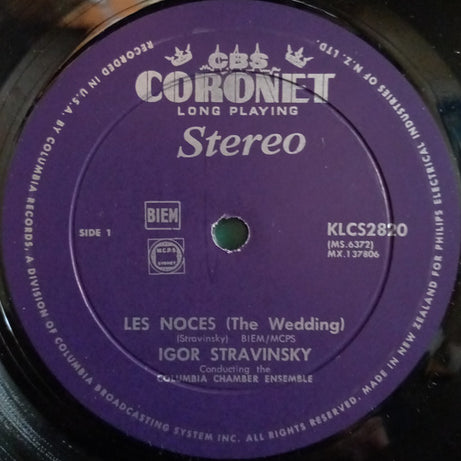 CBS
CORONET
LONG PLAYING
Stereo
SIDE 1
BIEM
M.C.P.S.
SYDNEY
KLCS2820
(MS.6372)
MX.137806
LES NOCES (The Wedding)
(Stravinsky) BIEM/MCPS
IGOR STRAVINSKY
Conducting the
COLUMBIA CHAMBER ENSEMBLE
RECORDED IN U.S.A. BY COLUMBIA RECORDS, A DIVISION OF COLUMBIA BROADCASTING SYSTEM INC. ALL RIGHTS RESERVED. MADE IN NEW ZEALAND FOR PHILIPS ELECTRICAL INDUSTRIES OF N.Z. LTD.